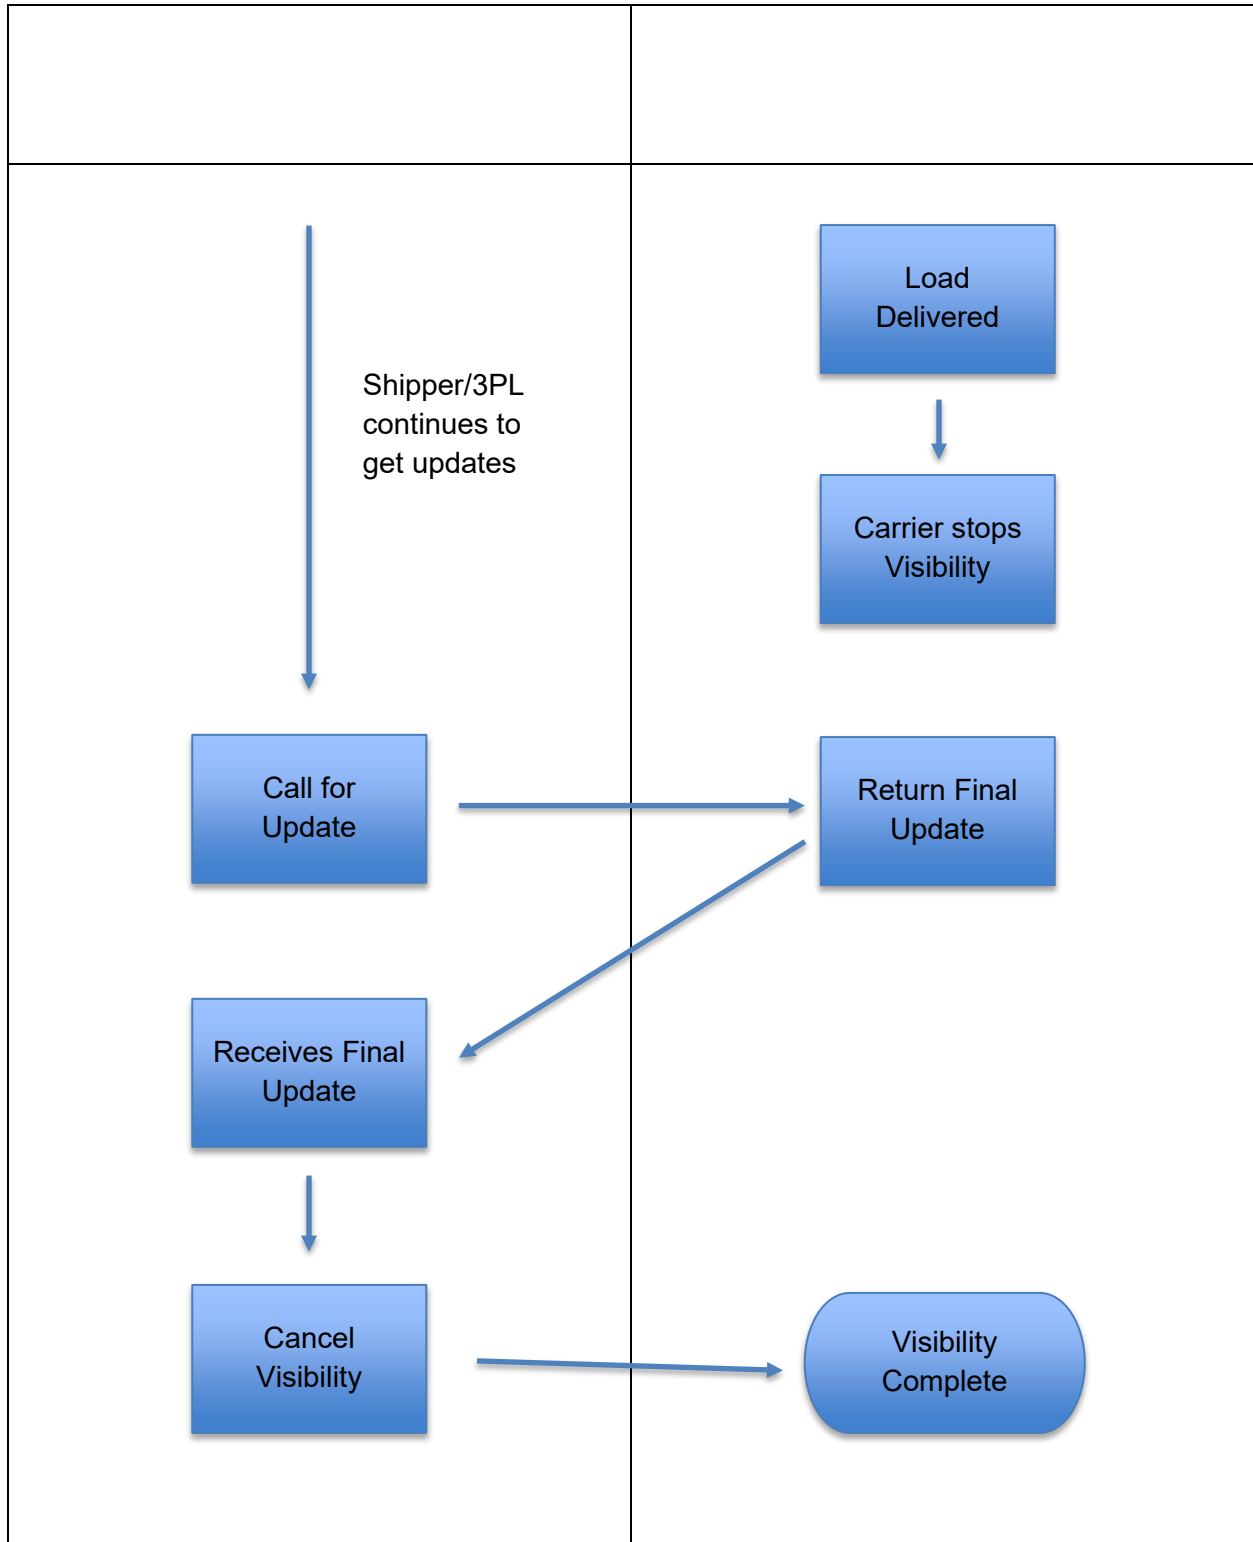 Load
Delivered
Shipper/3PL
continues to
get updates
Carrier stops
Visibility
Call for
Update
Return Final
Update
Receives Final
Update
Cancel
Visibility
Visibility
Complete